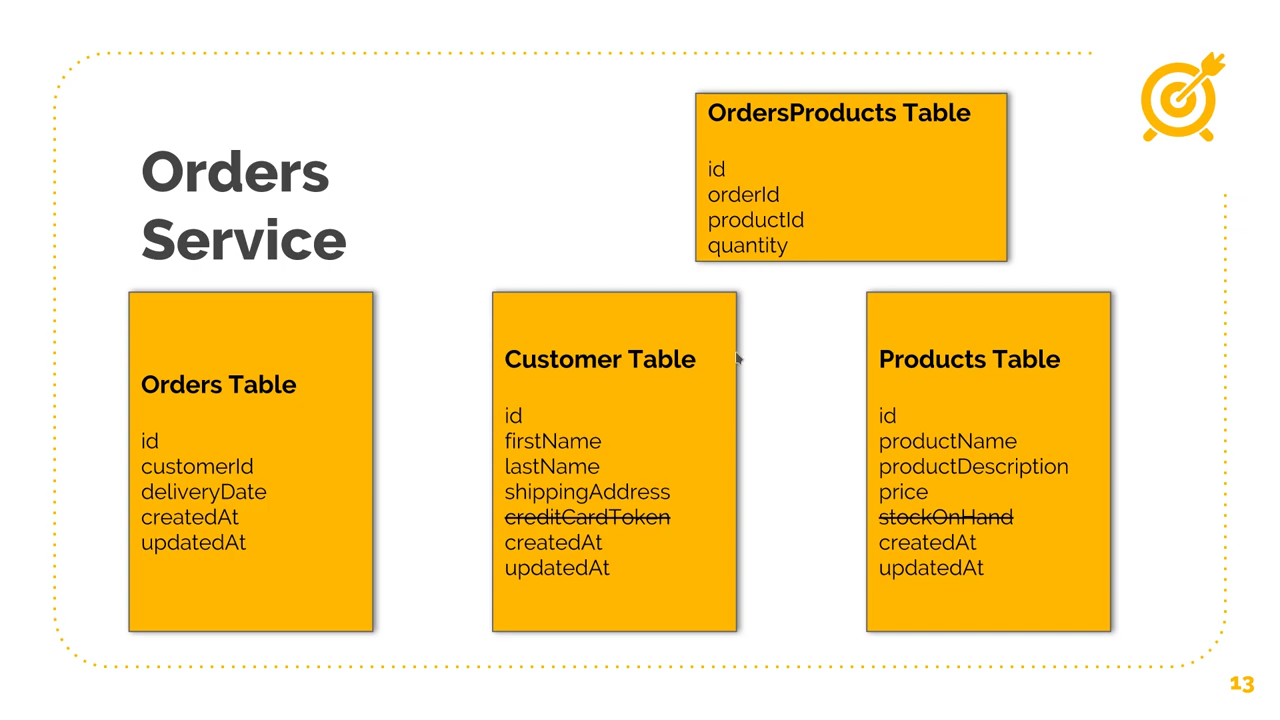 Orders
Service
OrdersProducts Table
id
orderId
productId
quantity
Orders Table
id
customerId
deliveryDate
createdAt
updatedAt
Customer Table
id
firstName
lastName
shippingAddress
creditCardToken
createdAt
updatedAt
Products Table
id
productName
productDescription
price
stockOnHand
createdAt
updatedAt
13